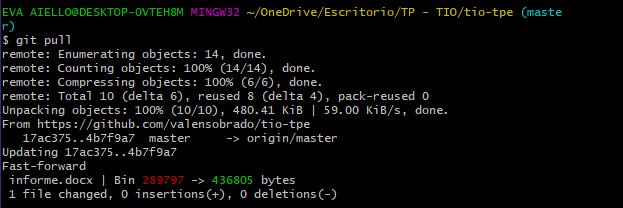 EVA AIELLO@DESKTOP-OVTEH8M MINGW32 ~/OneDrive/Escritorio/TP - TIO/tio-tpe (maste
r)
$ git pull
remote: Enumerating objects: 14, done.
remote: Counting objects: 100% (14/14), done.
remote: Compressing objects: 100% (6/6), done.
remote: Total 10 (delta 6), reused 8 (delta 4), pack-reused 0
Unpacking objects: 100% (10/10), 480.41 KiB | 59.00 KiB/s, done.
From https://github.com/valensobrado/tio-tpe
   17ac375..4b7f9a7  master     -> origin/master
Updating 17ac375..4b7f9a7
Fast-forward
 informe.docx | Bin 289797 -> 436805 bytes
 1 file changed, 0 insertions(+), 0 deletions(-)